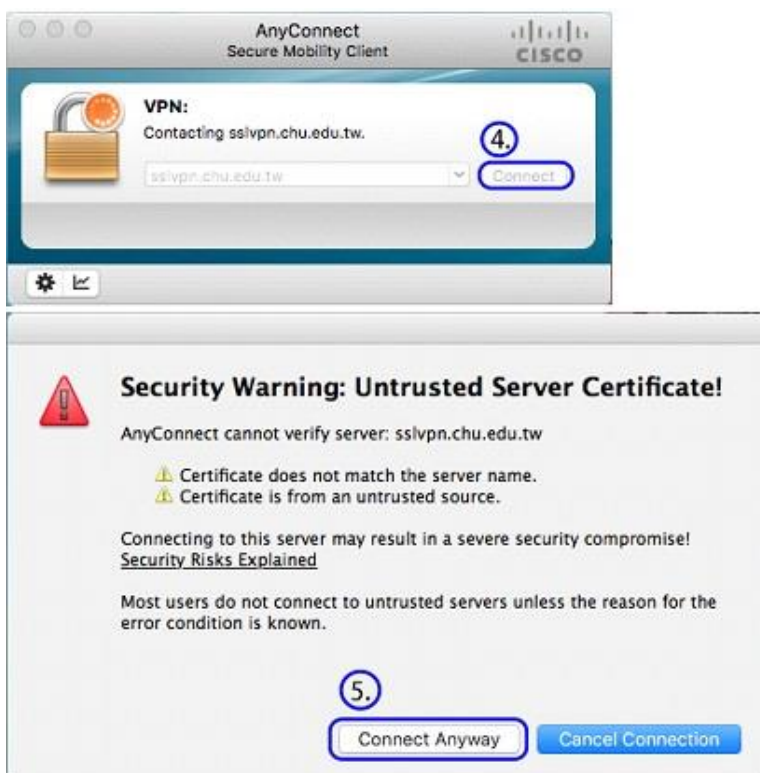 AnyConnect
Secure Mobility Client
CISCO
VPN:
Contacting sslvpn.chu.edu.tw.
4.
sslvpn.chu.edu.tw
Connect
Security Warning: Untrusted Server Certificate!
AnyConnect cannot verify server: sslvpn.chu.edu.tw
Certificate does not match the server name.
Certificate is from an untrusted source.
Connecting to this server may result in a severe security compromise!
Security Risks Explained
Most users do not connect to untrusted servers unless the reason for the
error condition is known.
5.
Connect Anyway
Cancel Connection